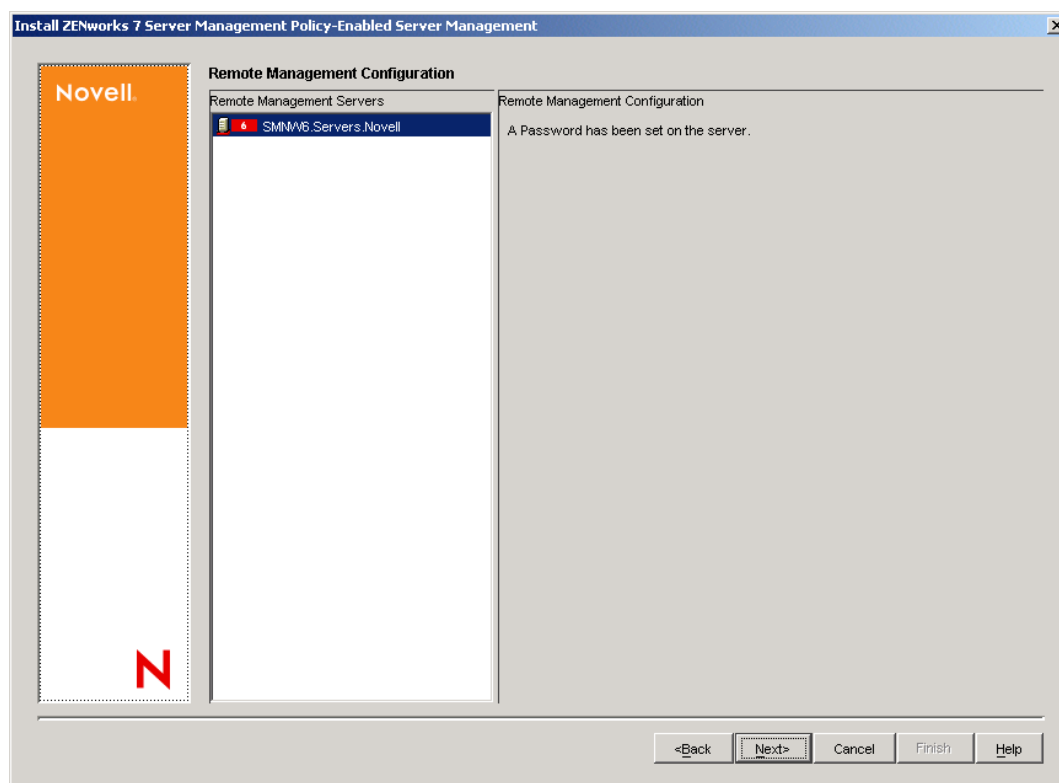 Install ZENworks 7 Server Management Policy-Enabled Server Management
Novell.
Remote Management Configuration
Remote Management Servers
6 SMNW6.Servers.Novell
Remote Management Configuration
A Password has been set on the server.
N
<Back
Next>
Cancel
Finish
Help